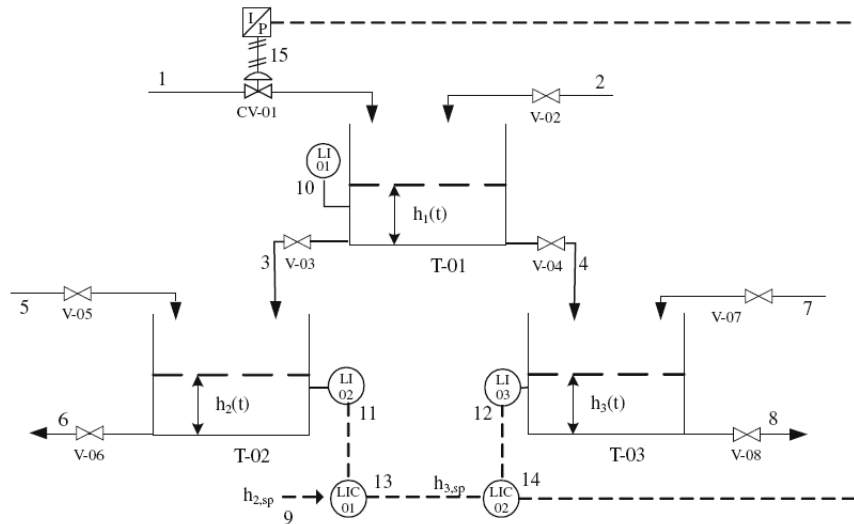 I
P
15
1
2
CV-01
V-02
LI
01
10
h1(t)
3
V-03
V-04
4
T-01
5
V-05
V-07
7
LI
02
LI
03
h2(t)
h3(t)
11
12
6
V-06
8
V-08
T-02
T-03
h2,sp
9
LIC
01
13
h3,sp
LIC
02
14